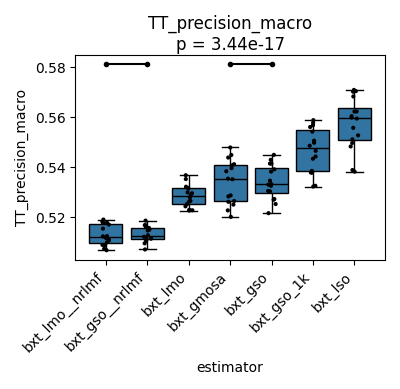 TT_precision_macro
p = 3.44e-17
TT_precision_macro
0.58
0.56
0.54
0.52
bxt_lmo__nrlmf
bxt_gso__nrlmf
bxt_lmo
bxt_gmosa
bxt_gso
bxt_gso_1k
bxt_lso
estimator